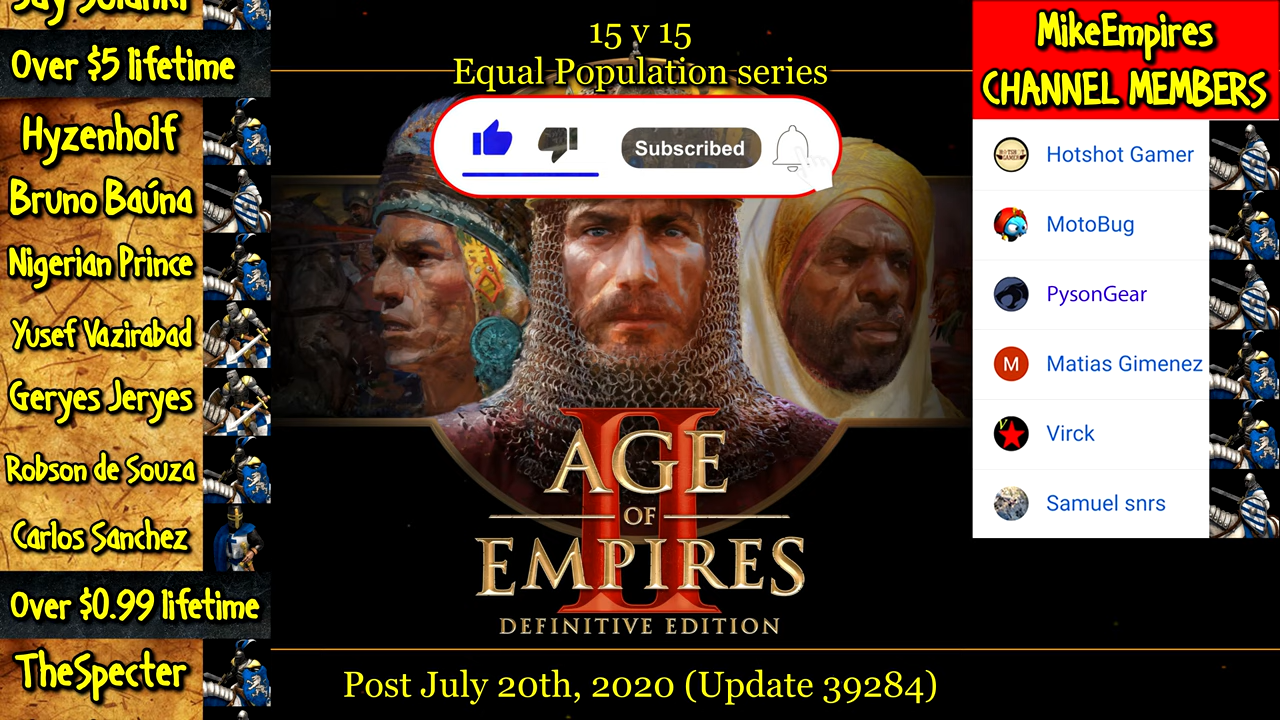 Jay Solanki
Over $5 lifetime
Hyzenholf
Bruno Baúna
Nigerian Prince
Yusef Vazirabad
Geryes Jeryes
Robson de Souza
Carlos Sanchez
Over $0.99 lifetime
TheSpecter
15 v 15
Equal Population series
Subscribed
AGE
OF
EMPIRES
II
DEFINITIVE EDITION
Post July 20th, 2020 (Update 39284)
MikeEmpires
CHANNEL MEMBERS
Hotshot Gamer
MotoBug
PysonGear
M
Matias Gimenez
V
Virck
Samuel snrs